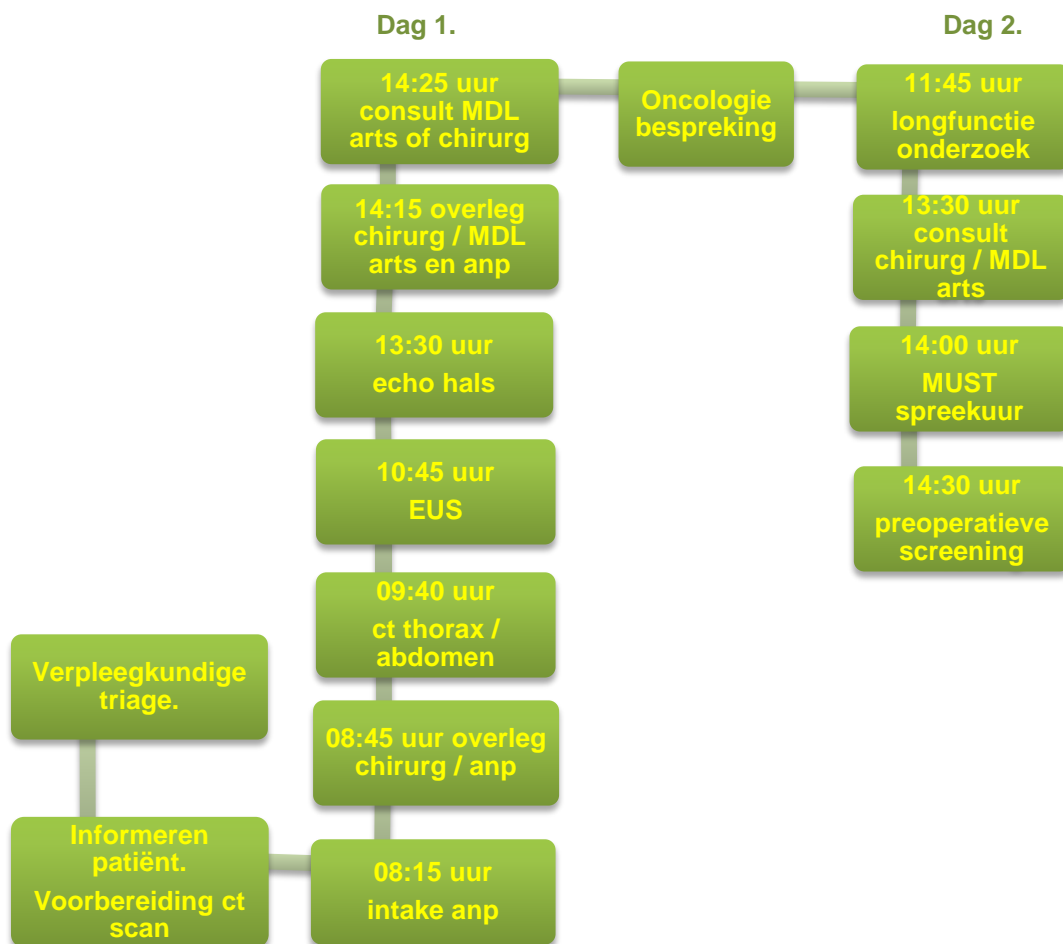 Dag 1.
Dag 2.
14:25 uur
consult MDL
arts of chirurg
Oncologie
bespreking
11:45 uur
longfunctie
onderzoek
14:15 overleg
chirurg / MDL
arts en anp
13:30 uur
consult
chirurg / MDL
arts
13:30 uur
echo hals
14:00 uur
MUST
spreekuur
10:45 uur
EUS
14:30 uur
preoperatieve
screening
09:40 uur
ct thorax /
abdomen
Verpleegkundige
triage.
08:45 uur overleg
chirurg / anp
Informeren
patiënt.
Voorbereiding ct
scan
08:15 uur
intake anp